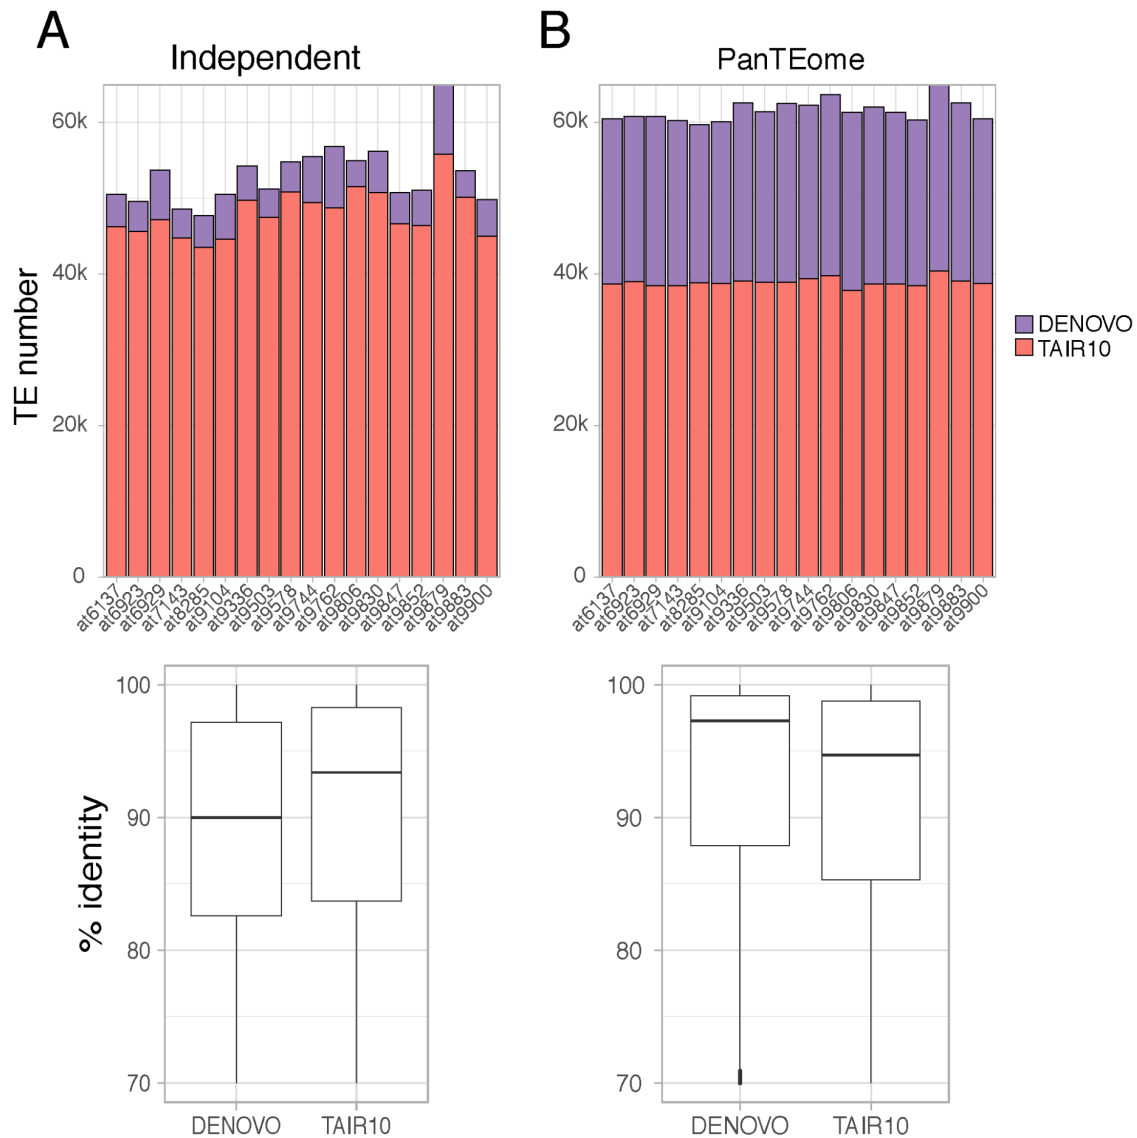 A
B
Independent
PanTEome
TE number
60k
40k
20k
0
at6137
at6923
at6929
at7143
at8285
at9104
at9336
at9503
at9578
at9744
at9762
at9806
at9830
at9847
at9852
at9879
at9883
at9900
60k
40k
20k
0
at6137
at6923
at6929
at7143
at8285
at9104
at9336
at9503
at9578
at9744
at9762
at9806
at9830
at9847
at9852
at9879
at9883
at9900
DENOVO
TAIR10
% identity
100
90
80
70
DENOVO TAIR10
100
90
80
70
DENOVO TAIR10